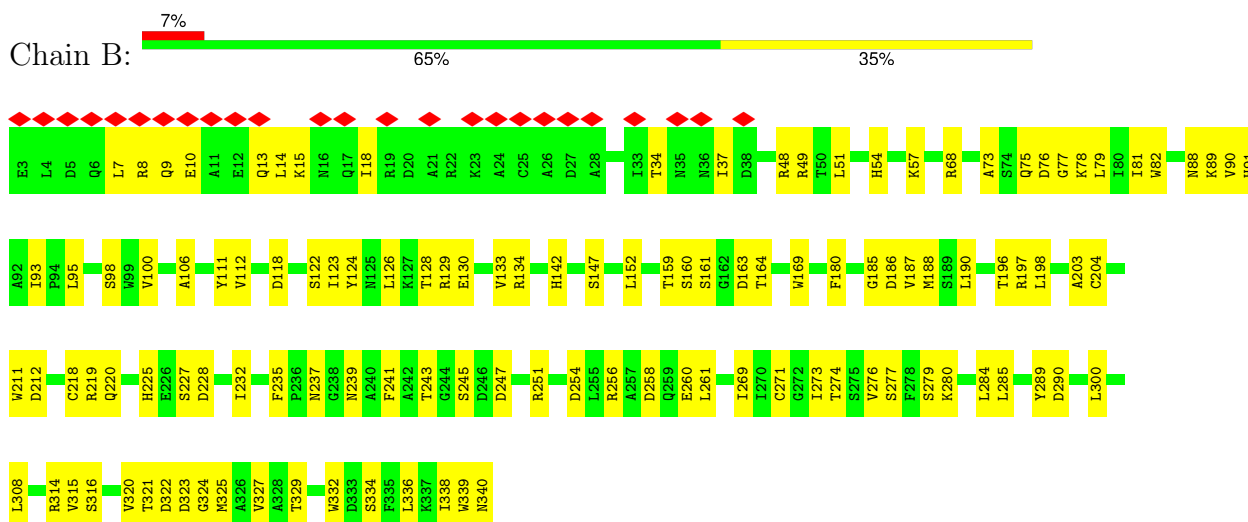 7%
Chain B:
65% 35%
E3 L4 D5 Q6 L7 R8 Q9 E10 A11 E12 Q13 L14 K15 N16 Q17 I18 R19 D20 A21 R22 K23 A24 C25 A26 D27 A28 I33 T34 N35 N36 I37 D38 R48 R49 T50 L51 H54 K57 R68 A73 S74 Q75 D76 G77 K78 L79 I80 I81 W82 N88 K89 V90
A92 I93 P94 L95 S98 W99 V100 A106 Y111 V112 D118 S122 I123 Y124 N125 L126 K127 T128 R129 E130 V133 R134 H142 S147 L152 T159 S160 S161 G162 D163 T164 W169 F180 G185 D186 V187 M188 S189 L190 T196 R197 L198 A203 C204
W211 D212 C218 R219 Q220 H225 E226 S227 D228 I232 F235 P236 N237 G238 N239 A240 F241 A242 T243 G244 S245 D246 D247 R251 D254 L255 R256 A257 D258 Q259 E260 L261 I269 I270 C271 G272 I273 T274 S275 V276 S277 F278 S279 K280 L284 L285 Y289 D290 L300
L308 R314 V315 S316 V320 T321 D322 D323 G324 M325 A326 V327 A328 T329 W332 D333 S334 F335 L336 K337 I338 W339 N340